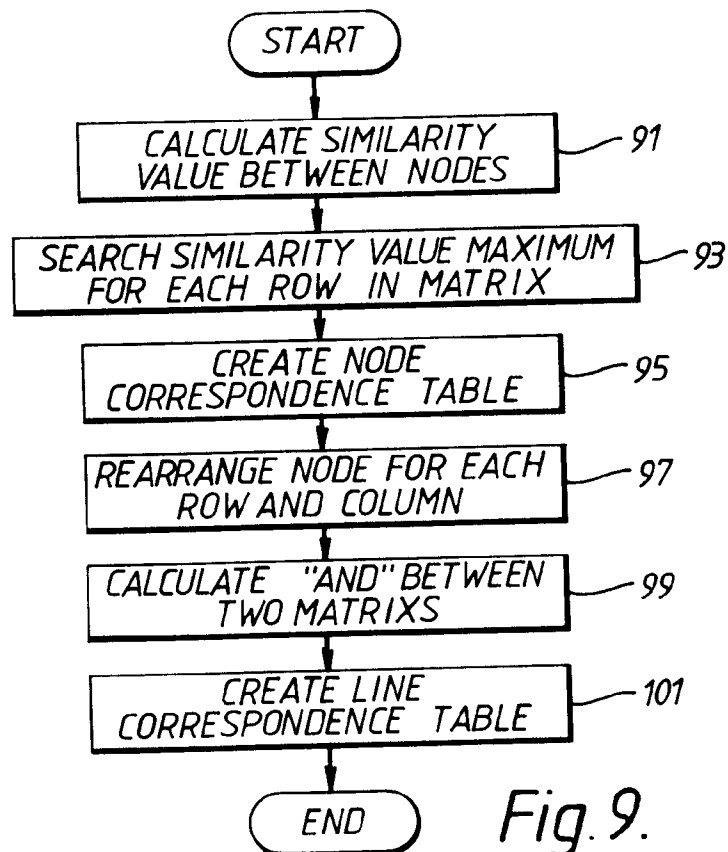 START
CALCULATE SIMILARITY
VALUE BETWEEN NODES
91
SEARCH SIMILARITY VALUE MAXIMUM
FOR EACH ROW IN MATRIX
93
CREATE NODE
CORRESPONDENCE TABLE
95
REARRANGE NODE FOR EACH
ROW AND COLUMN
97
CALCULATE "AND" BETWEEN
TWO MATRIXS
99
CREATE LINE
CORRESPONDENCE TABLE
101
END
Fig. 9.